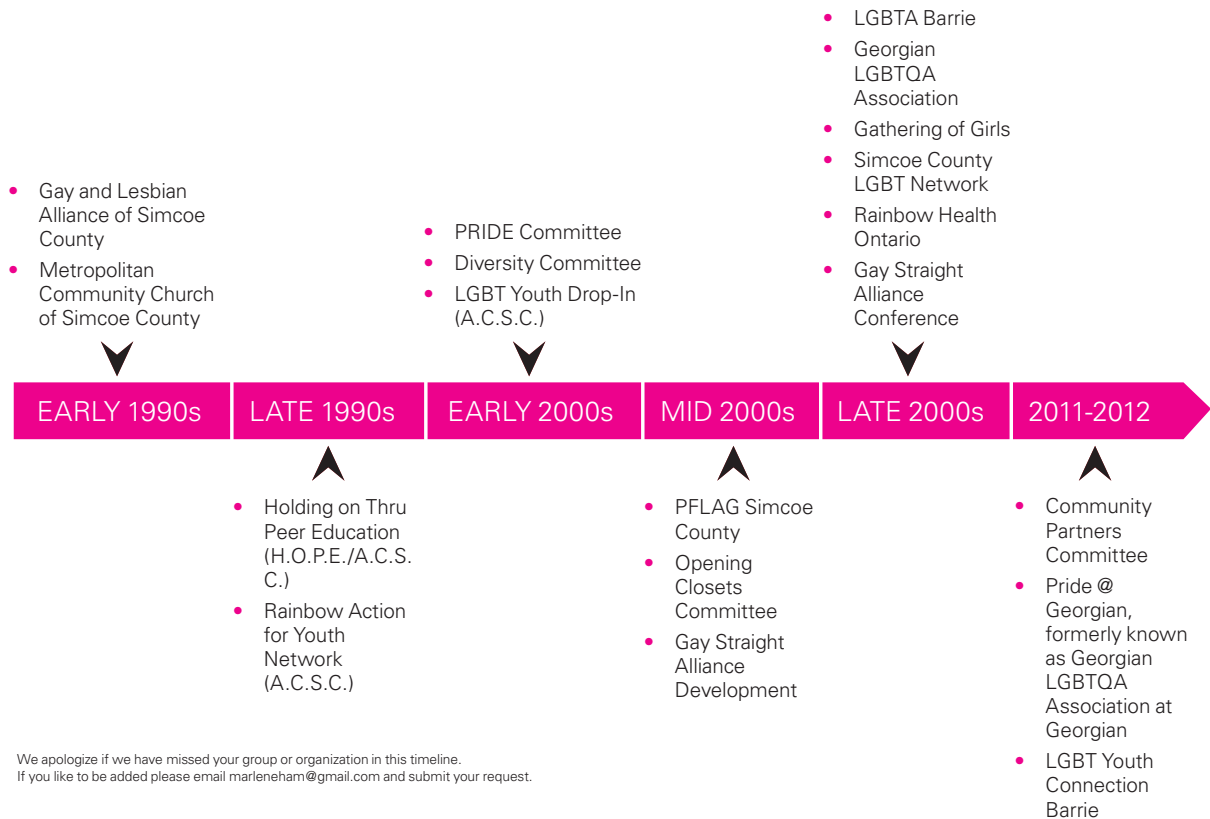 • Gay and Lesbian
Alliance of Simcoe
County
• Metropolitan
Community Church
of Simcoe County
• PRIDE Committee
• Diversity Committee
• LGBT Youth Drop-In
(A.C.S.C.)
• LGBTA Barrie
• Georgian
LGBTQA
Association
• Gathering of Girls
• Simcoe County
LGBT Network
• Rainbow Health
Ontario
• Gay Straight
Alliance
Conference
EARLY 1990s
LATE 1990s
EARLY 2000s
MID 2000s
LATE 2000s
2011-2012
• Holding on Thru
Peer Education
(H.O.P.E./A.C.S.
C.)
• Rainbow Action
for Youth
Network
(A.C.S.C.)
• PFLAG Simcoe
County
• Opening
Closets
Committee
• Gay Straight
Alliance
Development
• Community
Partners
Committee
• Pride @
Georgian,
formerly known
as Georgian
LGBTQA
Association at
Georgian
• LGBT Youth
Connection
Barrie
We apologize if we have missed your group or organization in this timeline.
If you like to be added please email marleneham@gmail.com and submit your request.